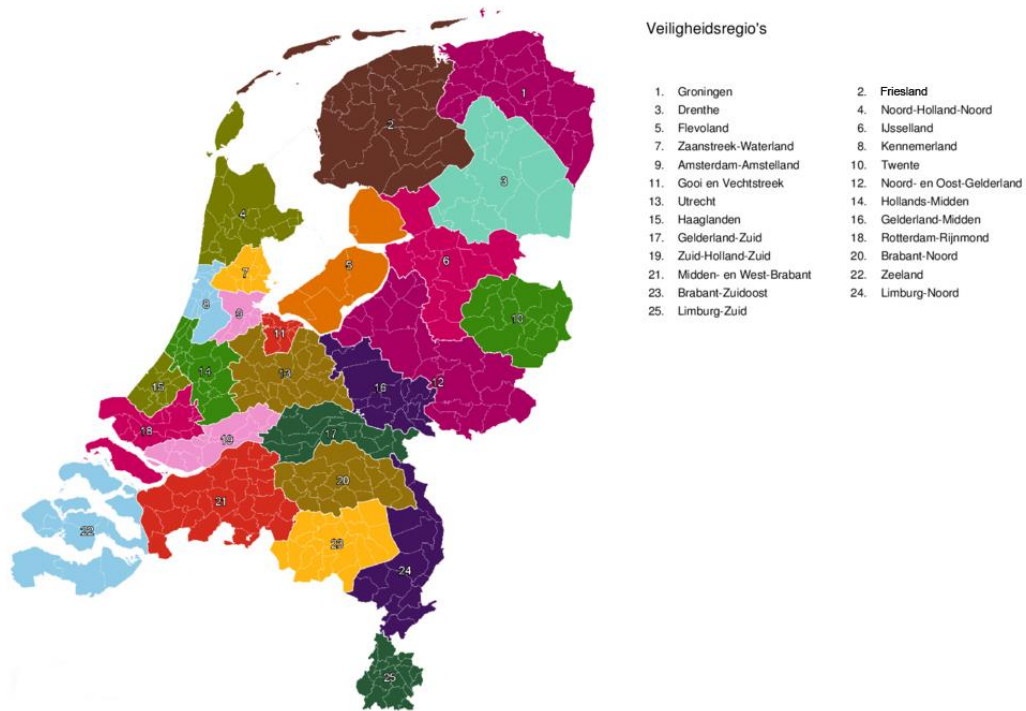 Veiligheidsregio's
1. Groningen 2. Friesland
3. Drenthe 4. Noord-Holland-Noord
5. Flevoland 6. IJsselland
7. Zaanstreek-Waterland 8. Kennemerland
9. Amsterdam-Amstelland 10. Twente
11. Gooi en Vechtstreek 12. Noord- en Oost-Gelderland
13. Utrecht 14. Hollands-Midden
15. Haaglanden 16. Gelderland-Midden
17. Gelderland-Zuid 18. Rotterdam-Rijnmond
19. Zuid-Holland-Zuid 20. Brabant-Noord
21. Midden- en West-Brabant 22. Zeeland
23. Brabant-Zuidoost 24. Limburg-Noord
25. Limburg-Zuid
1
2
3
4
6
5
7
8
9
10
11
14
13
15
16
12
18
19
17
20
21
22
23
24
25